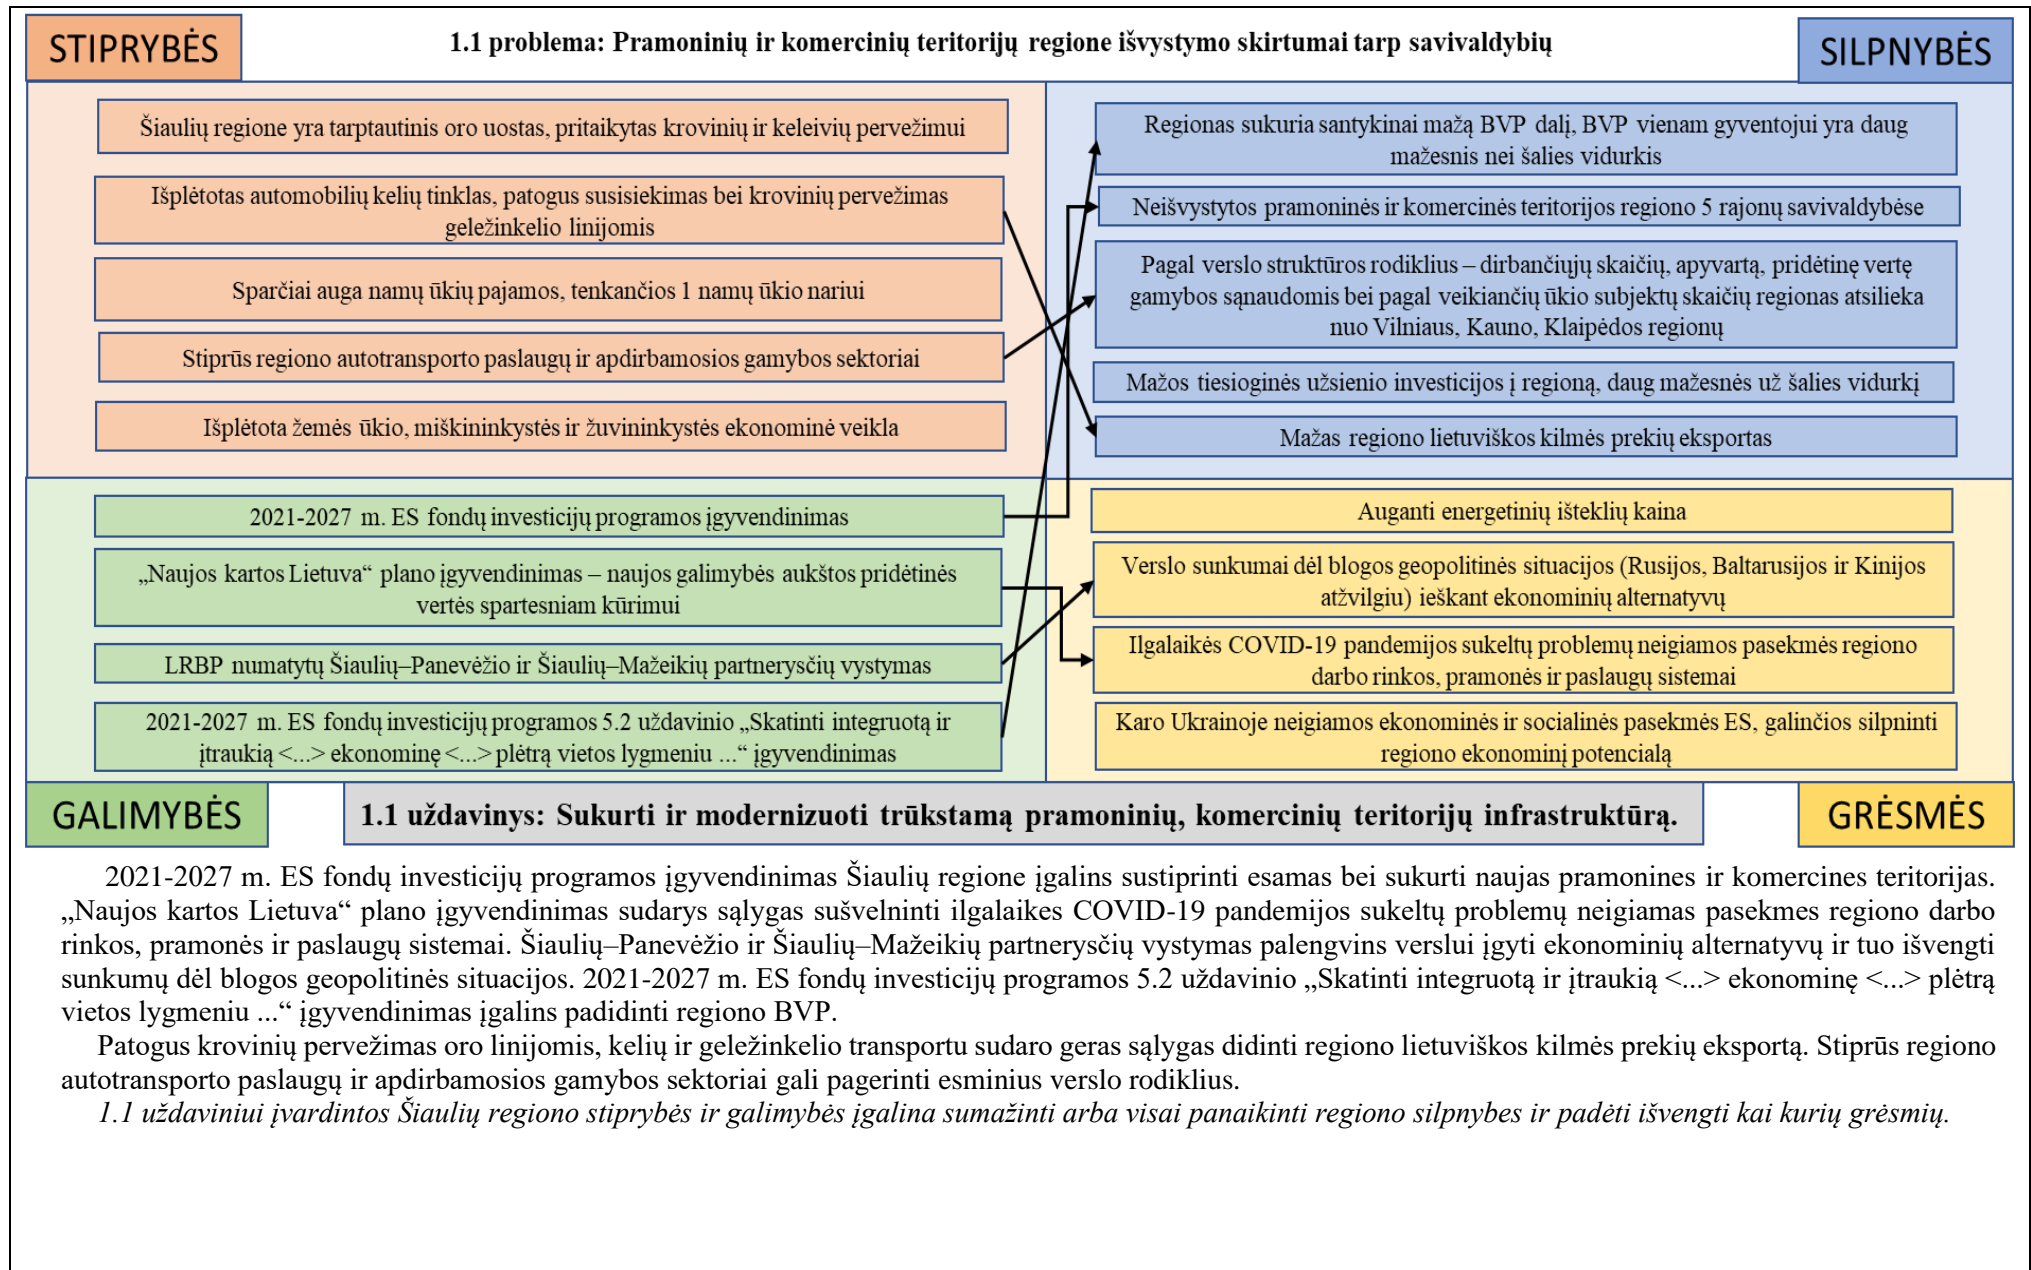 STIPRYBĖS
1.1 problema: Pramoninių ir komercinių teritorijų regione išvystymo skirtumai tarp savivaldybių
SILPNYBĖS
Šiaulių regione yra tarptautinis oro uostas, pritaikytas krovinių ir keleivių pervežimui
Išplėtotas automobilių kelių tinklas, patogus susisiekimas bei krovinių pervežimas
geležinkelio linijomis
Sparčiai auga namų ūkių pajamos, tenkančios 1 namų ūkio nariui
Stiprūs regiono autotransporto paslaugų ir apdirbamosios gamybos sektoriai
Išplėtota žemės ūkio, miškininkystės ir žuvininkystės ekonominė veikla
Regionas sukuria santykinai mažą BVP dalį, BVP vienam gyventojui yra daug
mažesnis nei šalies vidurkis
Neišvystytos pramoninės ir komercinės teritorijos regiono 5 rajonų savivaldybėse
Pagal verslo struktūros rodiklius – dirbančiųjų skaičių, apyvartą, pridėtinę vertę
gamybos sąnaudomis bei pagal veikiančių ūkio subjektų skaičių regionas atsilieka
nuo Vilniaus, Kauno, Klaipėdos regionų
Mažos tiesioginės užsienio investicijos į regioną, daug mažesnės už šalies vidurkį
Mažas regiono lietuviškos kilmės prekių eksportas
2021-2027 m. ES fondų investicijų programos įgyvendinimas
„Naujos kartos Lietuva“ plano įgyvendinimas – naujos galimybės aukštos pridėtinės
vertės spartesniam kūrimui
LRBP numatytų Šiaulių–Panevėžio ir Šiaulių–Mažeikių partnerysčių vystymas
2021-2027 m. ES fondų investicijų programos 5.2 uždavinio „Skatinti integruotą ir
įtraukią <...> ekonominę <...> plėtrą vietos lygmeniu ...“ įgyvendinimas
Auganti energetinių išteklių kaina
Verslo sunkumai dėl blogos geopolitinės situacijos (Rusijos, Baltarusijos ir Kinijos
atžvilgiu) ieškant ekonominių alternatyvų
Ilgalaikės COVID-19 pandemijos sukeltų problemų neigiamos pasekmės regiono
darbo rinkos, pramonės ir paslaugų sistemai
Karo Ukrainoje neigiamos ekonominės ir socialinės pasekmės ES, galinčios silpninti
regiono ekonominį potencialą
GALIMYBĖS
1.1 uždavinys: Sukurti ir modernizuoti trūkstamą pramoninių, komercinių teritorijų infrastruktūrą.
GRĖSMĖS
2021-2027 m. ES fondų investicijų programos įgyvendinimas Šiaulių regione įgalins sustiprinti esamas bei sukurti naujas pramonines ir komercines teritorijas.
„Naujos kartos Lietuva“ plano įgyvendinimas sudarys sąlygas sušvelninti ilgalaikes COVID-19 pandemijos sukeltų problemų neigiamas pasekmes regiono darbo
rinkos, pramonės ir paslaugų sistemai. Šiaulių–Panevėžio ir Šiaulių–Mažeikių partnerysčių vystymas palengvins verslui įgyti ekonominių alternatyvų ir tuo išvengti
sunkumų dėl blogos geopolitinės situacijos. 2021-2027 m. ES fondų investicijų programos 5.2 uždavinio „Skatinti integruotą ir įtraukią <...> ekonominę <...> plėtrą
vietos lygmeniu ...“ įgyvendinimas įgalins padidinti regiono BVP.
Patogus krovinių pervežimas oro linijomis, kelių ir geležinkelio transportu sudaro geras sąlygas didinti regiono lietuviškos kilmės prekių eksportą. Stiprūs regiono
autotransporto paslaugų ir apdirbamosios gamybos sektoriai gali pagerinti esminius verslo rodiklius.
1.1 uždaviniui įvardintos Šiaulių regiono stiprybės ir galimybės įgalina sumažinti arba visai panaikinti regiono silpnybes ir padėti išvengti kai kurių grėsmių.